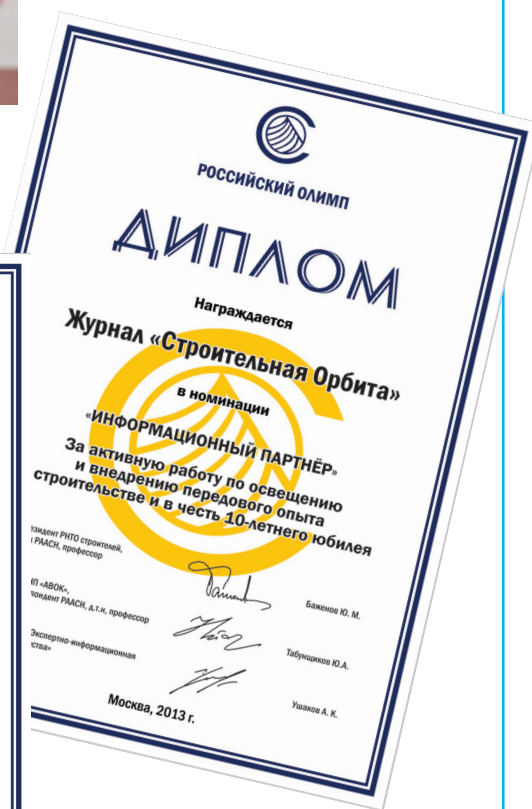 РОССИЙСКИЙ ОЛИМП
ДИПЛОМ
Награждается
Журнал «Строительная Орбита»
в номинации
«ИНФОРМАЦИОННЫЙ ПАРТНЁР»
За активную работу по освещению
и внедрению передового опыта
строительстве и в честь 10-летнего юбилея
РНТО строителей,
РААСН, профессор
Баженов Ю. М.
«АВОК»,
РААСН, д.т.н, профессор
Табунщиков Ю.А.
Экспертно-информационная
Ушаков А. К.
Москва, 2013 г.